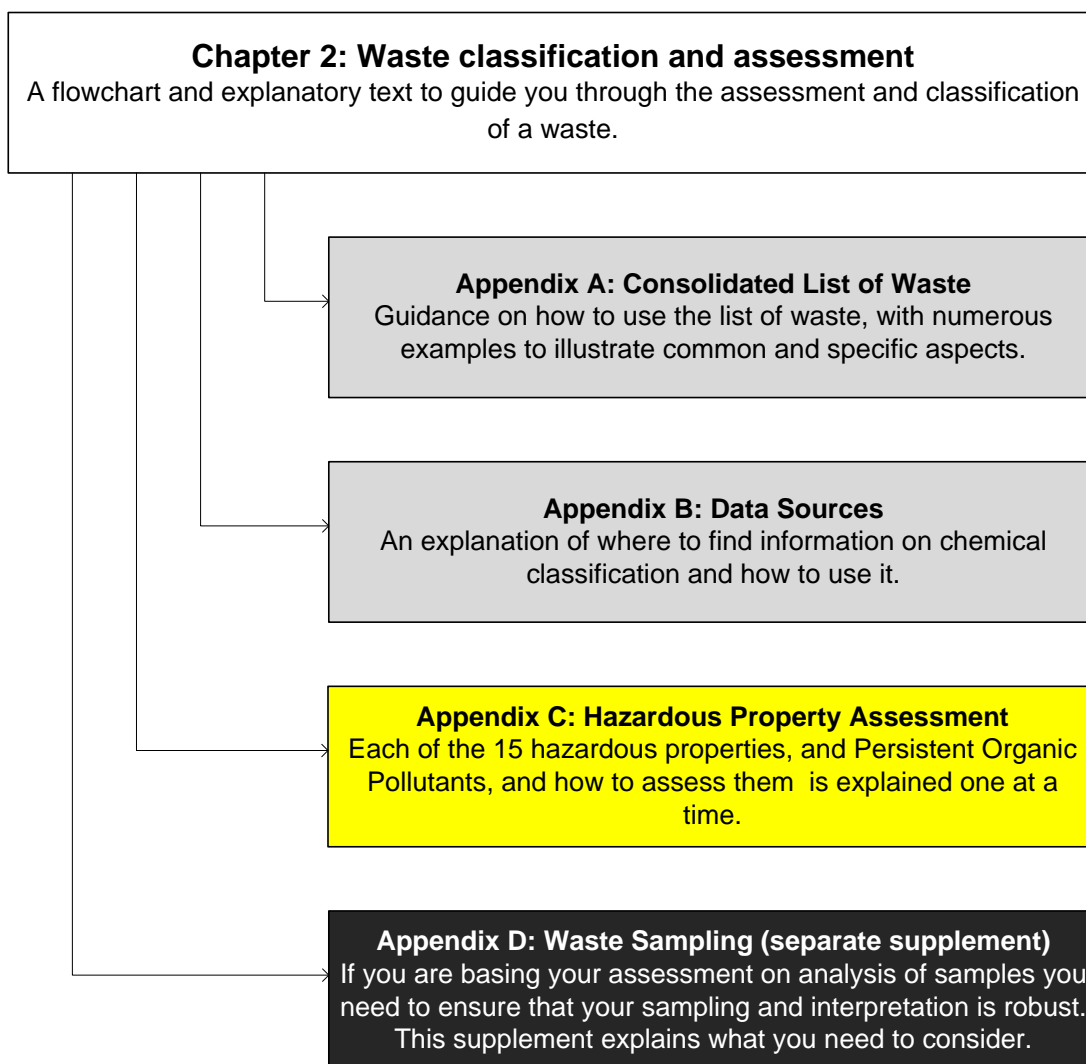 Chapter 2: Waste classification and assessment
A flowchart and explanatory text to guide you through the assessment and classification
of a waste.
Appendix A: Consolidated List of Waste
Guidance on how to use the list of waste, with numerous
examples to illustrate common and specific aspects.
Appendix B: Data Sources
An explanation of where to find information on chemical
classification and how to use it.
Appendix C: Hazardous Property Assessment
Each of the 15 hazardous properties, and Persistent Organic
Pollutants, and how to assess them  is explained one at a
time.
Appendix D: Waste Sampling (separate supplement)
If you are basing your assessment on analysis of samples you
need to ensure that your sampling and interpretation is robust.
This supplement explains what you need to consider.